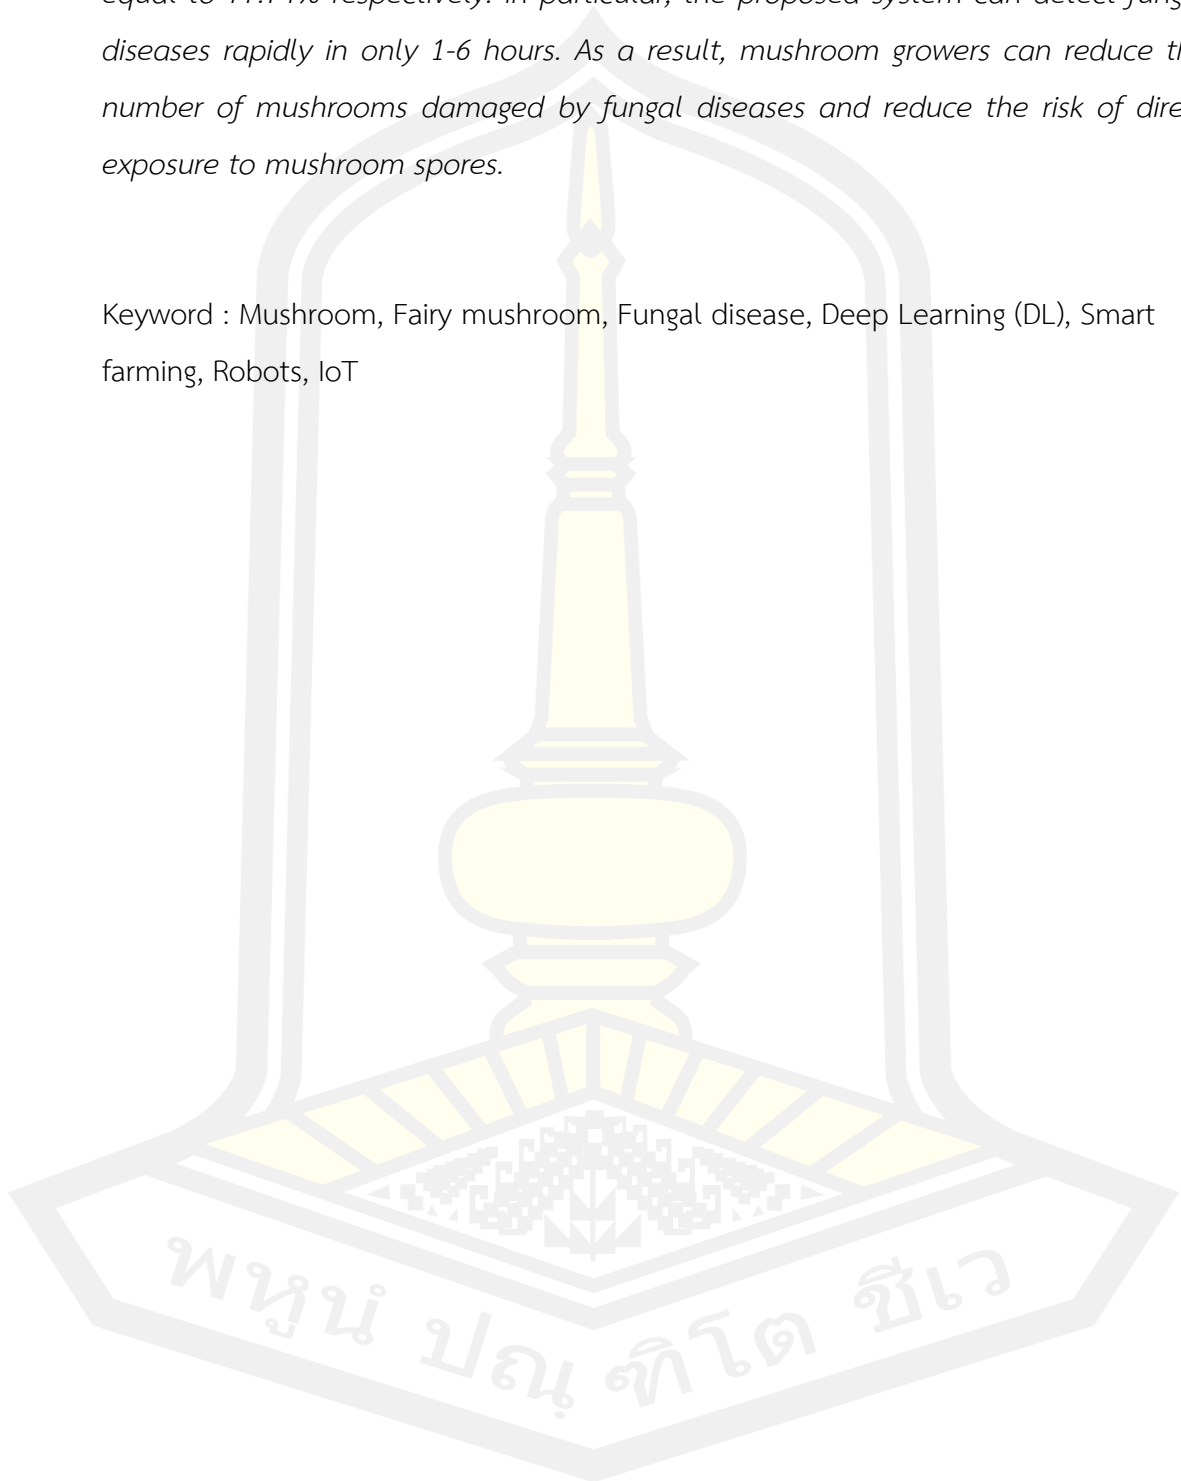 diseases rapidly in only 1-6 hours. As a result, mushroom growers can reduce
number of mushrooms damaged by fungal diseases and reduce the risk of
exposure to mushroom spores.
Keyword : Mushroom, Fairy mushroom, Fungal disease, Deep Learning (DL), Smart
farming, Robots, IoT
พหูนํ ปณฺฑิโต ชีเว